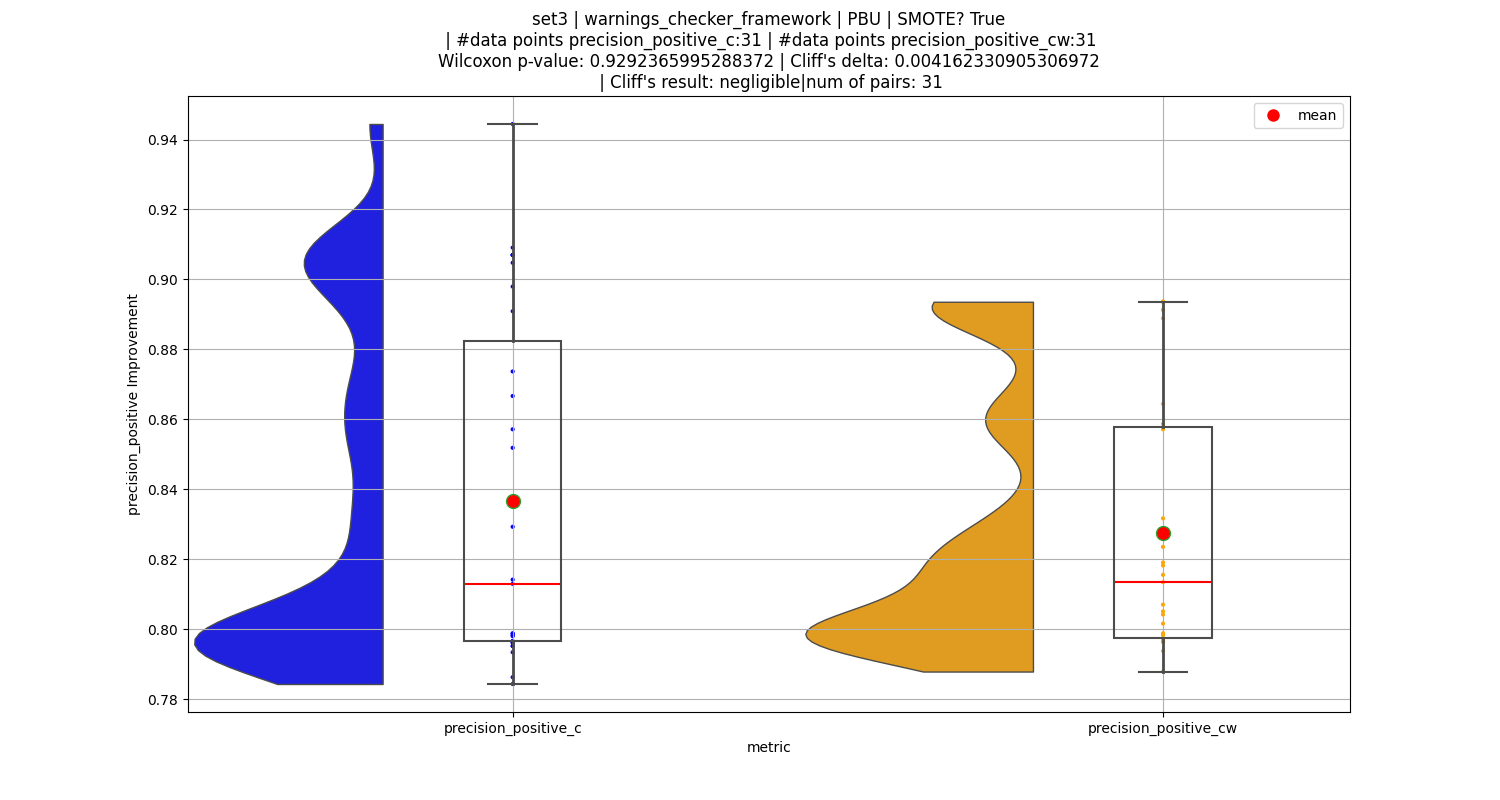 set3 | warnings_checker_framework | PBU | SMOTE? True
| #data points precision_positive_c:31 | #data points precision_positive_cw:31
Wilcoxon p-value: 0.9292365995288372 | Cliff's delta: 0.004162330905306972
| Cliff's result: negligible|num of pairs: 31
mean
0.94
0.92
0.90
0.88
0.86
0.84
0.82
0.80
0.78
precision_positive Improvement
precision_positive_c
precision_positive_cw
metric